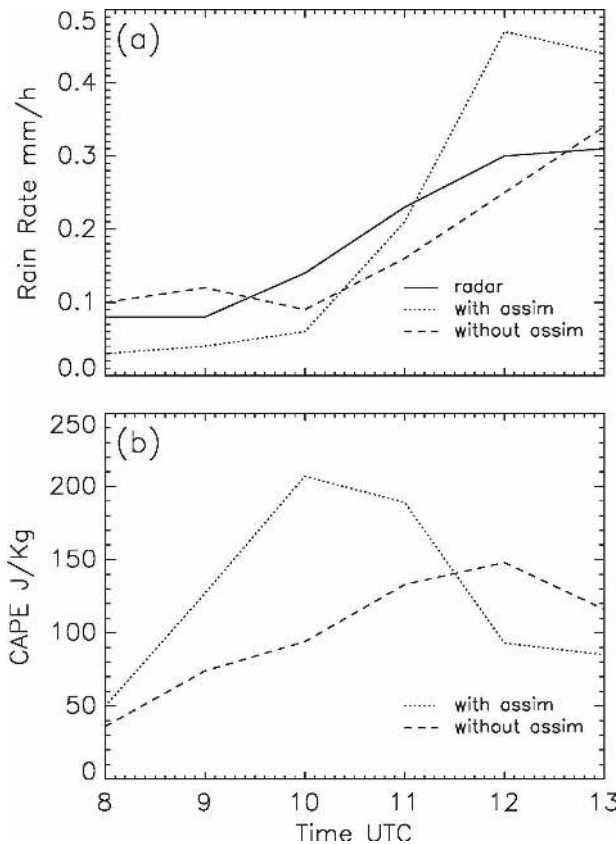 0.5
(a)
0.4
0.3
0.2
0.1
0.0
Rain Rate mm/h
radar
with assim
without assim
250
(b)
200
150
100
50
0
CAPE J/Kg
with assim
without assim
8 9 10 11 12 13
Time UTC